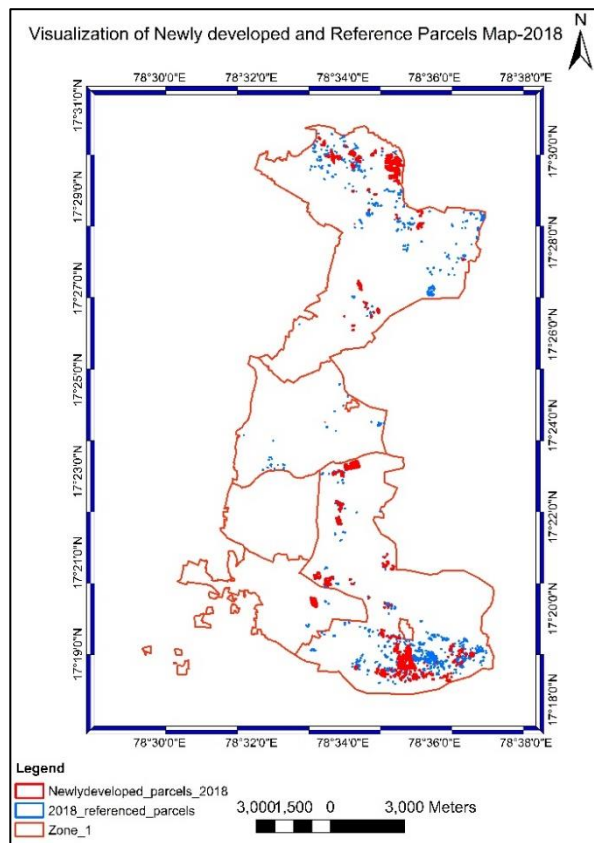 Visualization of Newly developed and Reference Parcels Map-2018
N
78°30'0"E 78°32'0"E 78°34'0"E 78°36'0"E 78°38'0"E
17°31'0"N
17°30'0"N
17°29'0"N
17°28'0"N
17°27'0"N
17°26'0"N
17°25'0"N
17°24'0"N
17°23'0"N
17°22'0"N
17°21'0"N
17°20'0"N
17°19'0"N
17°18'0"N
78°30'0"E 78°32'0"E 78°34'0"E 78°36'0"E 78°38'0"E
Legend
Newlydeveloped_parcels_2018
2018_referenced_parcels
Zone_1
3,0001,500 0 3,000 Meters